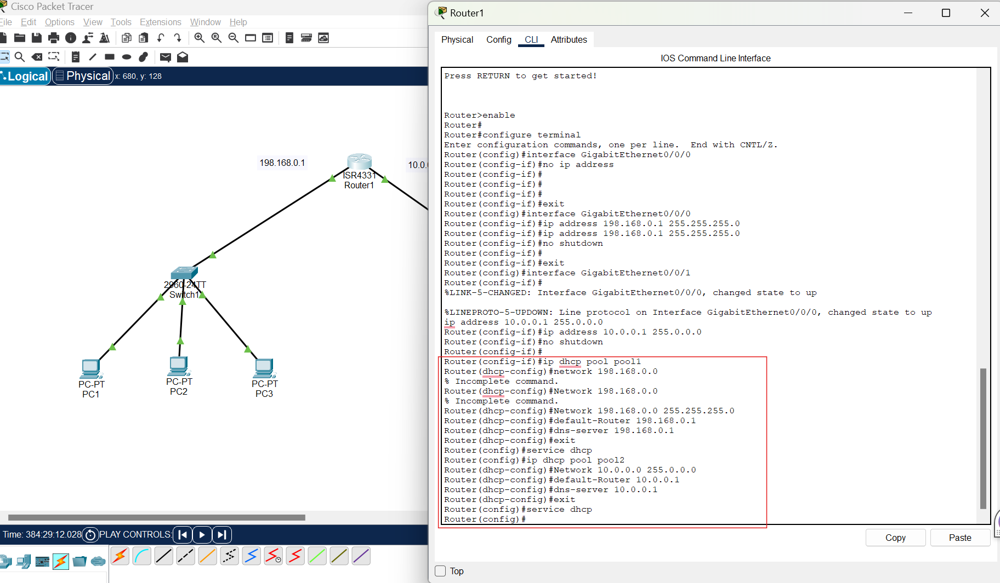 Cisco Packet Tracer
File Edit Options View Tools Extensions Window Help
Logical Physical x: 680, y: 128
198.168.0.1
ISR4331
Router1
2960-24TT
Switch1
PC-PT
PC1
PC-PT
PC2
PC-PT
PC3
Time: 384:29:12.028 PLAY CONTROLS:
Router1
Physical Config CLI Attributes
IOS Command Line Interface
Press RETURN to get started!
Router>enable
Router#
Router#configure terminal
Enter configuration commands, one per line.  End with CNTL/Z.
Router(config)#interface GigabitEthernet0/0/0
Router(config-if)#no ip address
Router(config-if)#
Router(config-if)#
Router(config-if)#
Router(config-if)#exit
Router(config)#interface GigabitEthernet0/0/0
Router(config-if)#ip address 198.168.0.1 255.255.255.0
Router(config-if)#ip address 198.168.0.1 255.255.255.0
Router(config-if)#no shutdown
Router(config-if)#
Router(config-if)#exit
Router(config)#interface GigabitEthernet0/0/1
Router(config-if)#
%LINK-5-CHANGED: Interface GigabitEthernet0/0/0, changed state to up
%LINEPROTO-5-UPDOWN: Line protocol on Interface GigabitEthernet0/0/0, changed state to up
ip address 10.0.0.1 255.0.0.0
Router(config-if)#ip address 10.0.0.1 255.0.0.0
Router(config-if)#no shutdown
Router(config-if)#
Router(config-if)#ip dhcp pool pool1
Router(dhcp-config)#network 198.168.0.0
% Incomplete command.
Router(dhcp-config)#Network 198.168.0.0
% Incomplete command.
Router(dhcp-config)#Network 198.168.0.0 255.255.255.0
Router(dhcp-config)#default-Router 198.168.0.1
Router(dhcp-config)#dns-server 198.168.0.1
Router(dhcp-config)#exit
Router(config)#service dhcp
Router(config)#ip dhcp pool pool2
Router(dhcp-config)#Network 10.0.0.0 255.0.0.0
Router(dhcp-config)#default-Router 10.0.0.1
Router(dhcp-config)#dns-server 10.0.0.1
Router(dhcp-config)#exit
Router(config)#service dhcp
Router(config)#
Copy Paste
Top